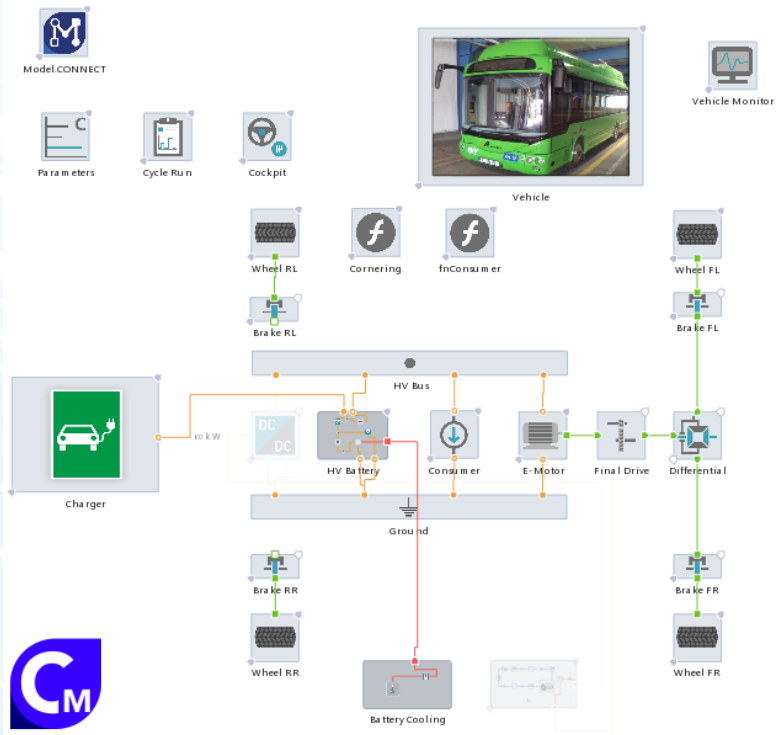 Model.CONNECT
Vehicle Monitor
C
Parameters
Cycle Run
Cockpit
Vehicle
Wheel RL
Cornering
fnConsumer
Wheel FL
Brake RL
Brake FL
HV Bus
DC
DC
kW
HV Battery
Consumer
E-Motor
Final Drive
Differential
Charger
Ground
Brake RR
Brake FR
Wheel RR
Wheel FR
Battery Cooling
CM